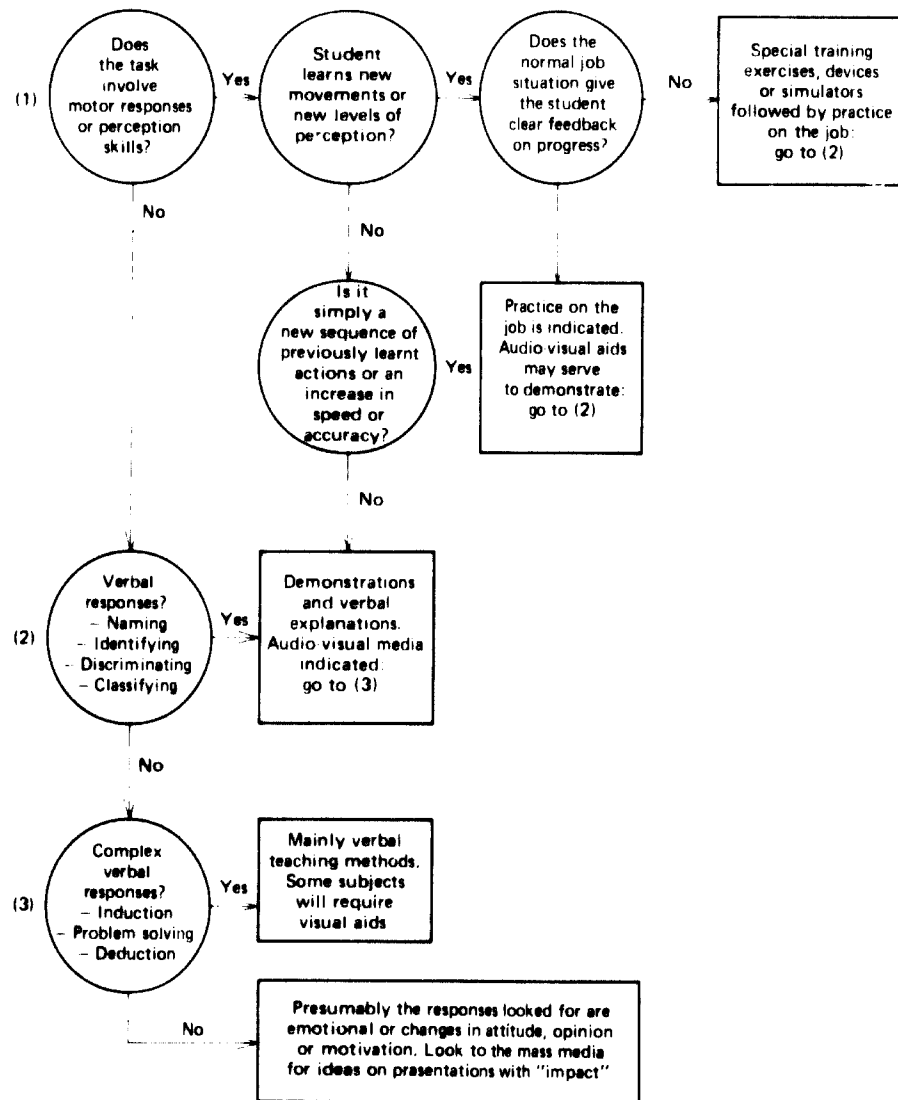 (1)
Does
the task
involve
motor responses
or perception
skills?
Yes
Student
learns new
movements or
new levels of
perception?
Yes
Does the
normal job
situation give
the student
clear feedback
on progress?
No
Special training
exercises, devices
or simulators
followed by practice
on the job:
go to (2)
No
No
Is it
simply a
new sequence of
previously learnt
actions or an
increase in
speed or
accuracy?
Yes
Practice on the
job is indicated.
Audio-visual aids
may serve
to demonstrate:
go to (2)
No
(2)
Verbal
responses?
– Naming
– Identifying
– Discriminating
– Classifying
Yes
Demonstrations
and verbal
explanations.
Audio-visual media
indicated:
go to (3)
No
(3)
Complex
verbal
responses?
– Induction
– Problem solving
– Deduction
Yes
Mainly verbal
teaching methods.
Some subjects
will require
visual aids
No
Presumably the responses looked for are
emotional or changes in attitude, opinion
or motivation. Look to the mass media
for ideas on presentations with "impact"